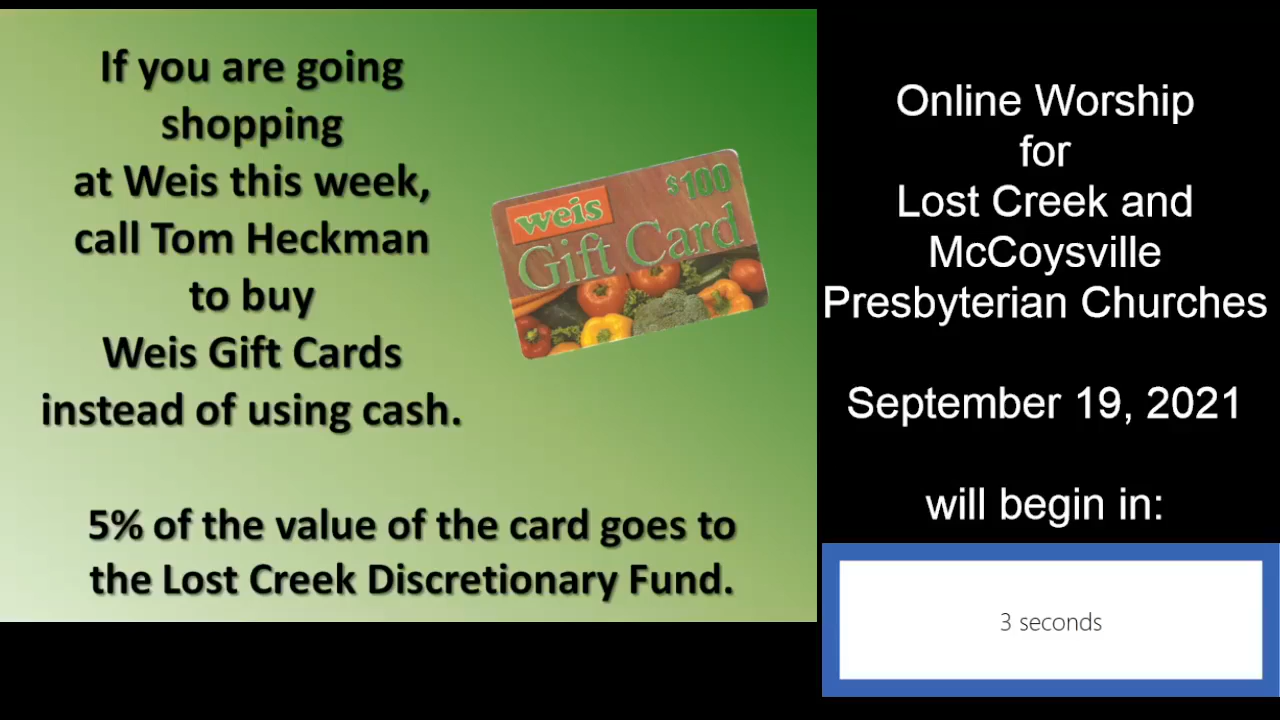 If you are going
shopping
at Weis this week,
call Tom Heckman
to buy
Weis Gift Cards
instead of using cash.
5% of the value of the card goes to
the Lost Creek Discretionary Fund.
$100
weis
Gift Card
Online Worship
for
Lost Creek and
McCoysville
Presbyterian Churches
September 19, 2021
will begin in:
3 seconds